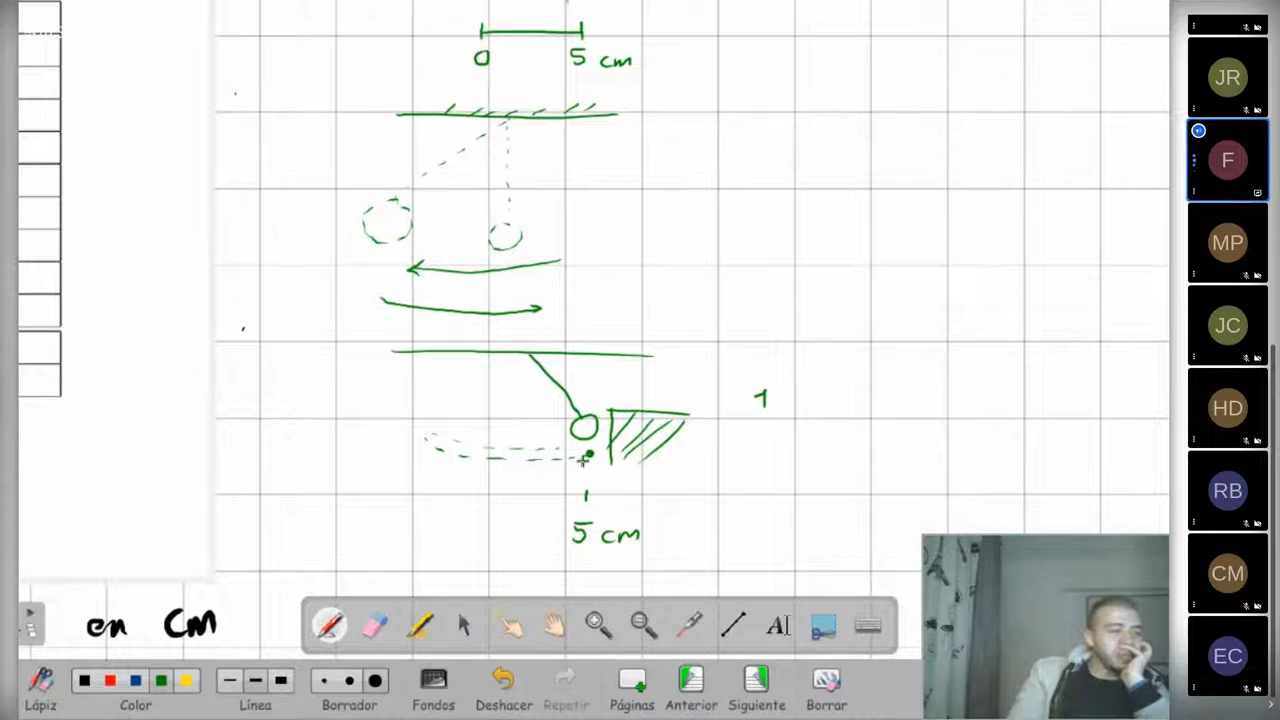 0 5 cm
1
5 cm
en cm
A
Lápiz
Color
Línea
Borrador
Fondos
Deshacer
Repetir
Páginas
Anterior
Siguiente
Borrar
JR
F
MP
JC
HD
RB
CM
EC